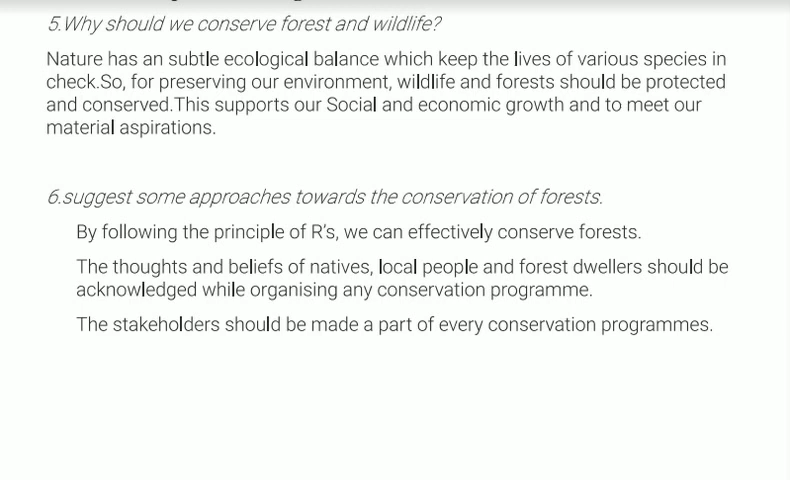 5.Why should we conserve forest and wildlife?
Nature has an subtle ecological balance which keep the lives of various species in
check.So, for preserving our environment, wildlife and forests should be protected
and conserved.This supports our Social and economic growth and to meet our
material aspirations.
6.suggest some approaches towards the conservation of forests.
By following the principle of R's, we can effectively conserve forests.
The thoughts and beliefs of natives, local people and forest dwellers should be
acknowledged while organising any conservation programme.
The stakeholders should be made a part of every conservation programmes.